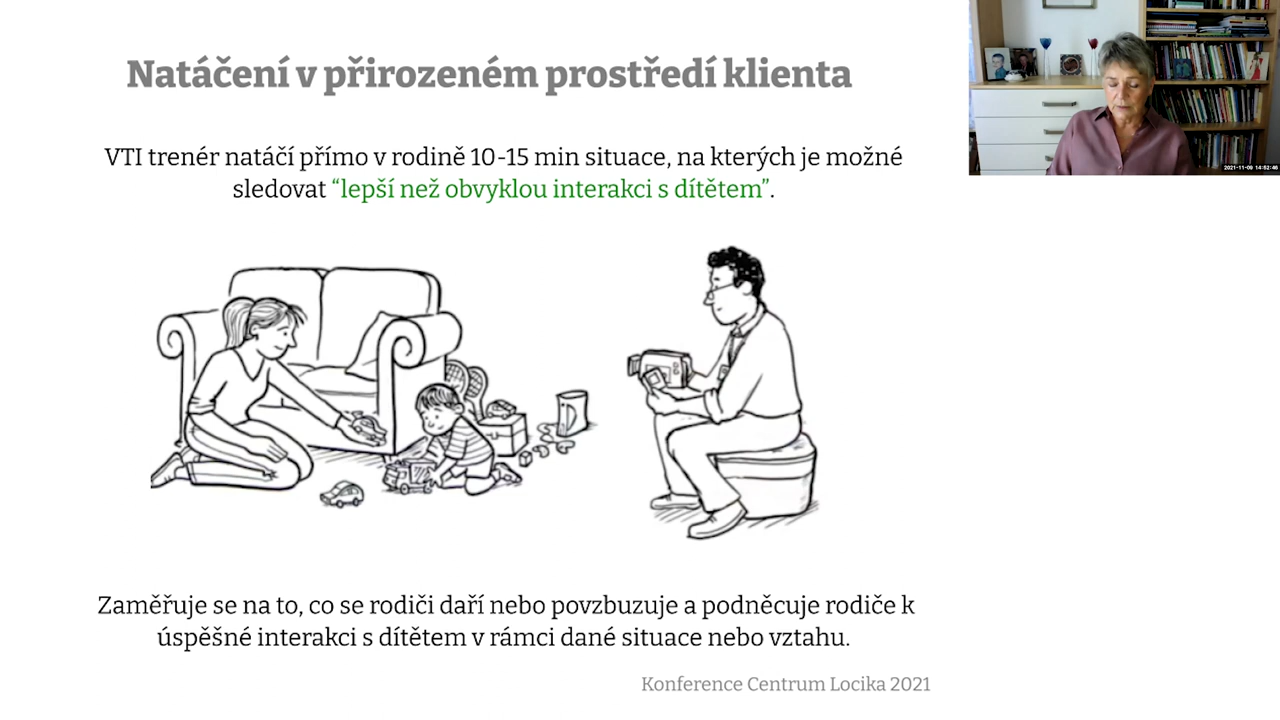 Natáčení v přirozeném prostředí klienta
VTI trenér natáčí přímo v rodině 10-15 min situace, na kterých je možné
sledovat “lepší než obvyklou interakci s dítětem”.
Zaměřuje se na to, co se rodiči daří nebo povzbuzuje a podněcuje rodiče k
úspěšné interakci s dítětem v rámci dané situace nebo vztahu.
Konference Centrum Locika 2021